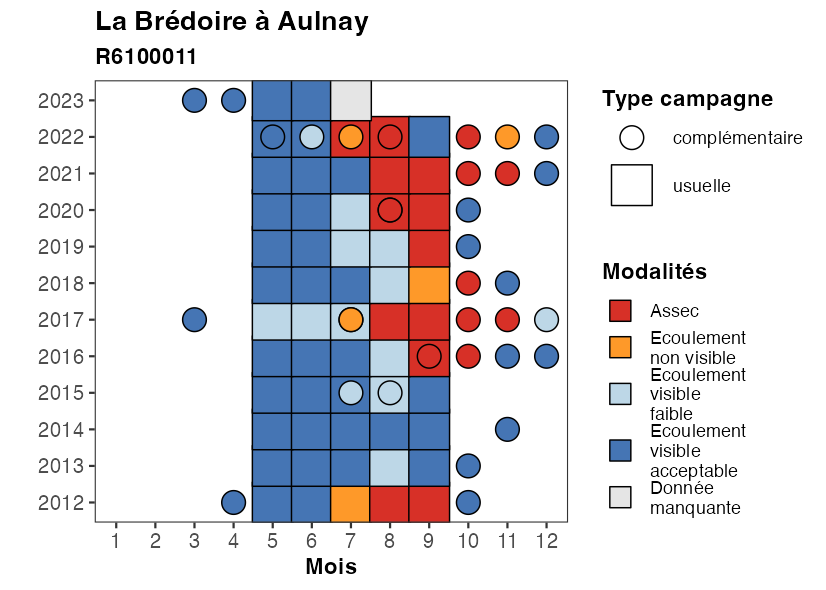 La Brédoire à Aulnay
R6100011
2023
2022
2021
2020
2019
2018
2017
2016
2015
2014
2013
2012
1 2 3 4 5 6 7 8 9 10 11 12
Mois
Type campagne
complémentaire
usuelle
Modalités
Assec
Ecoulement
non visible
Ecoulement
visible
faible
Ecoulement
visible
acceptable
Donnée
manquante